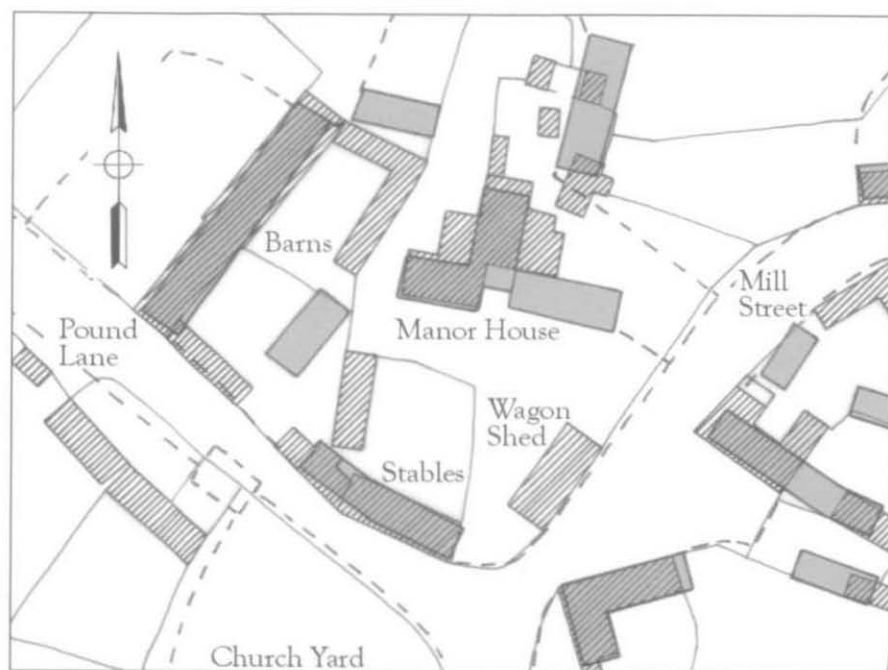 Barns
Mill
Street
Pound
Lane
Manor House
Wagon
Shed
Stables
Church Yard